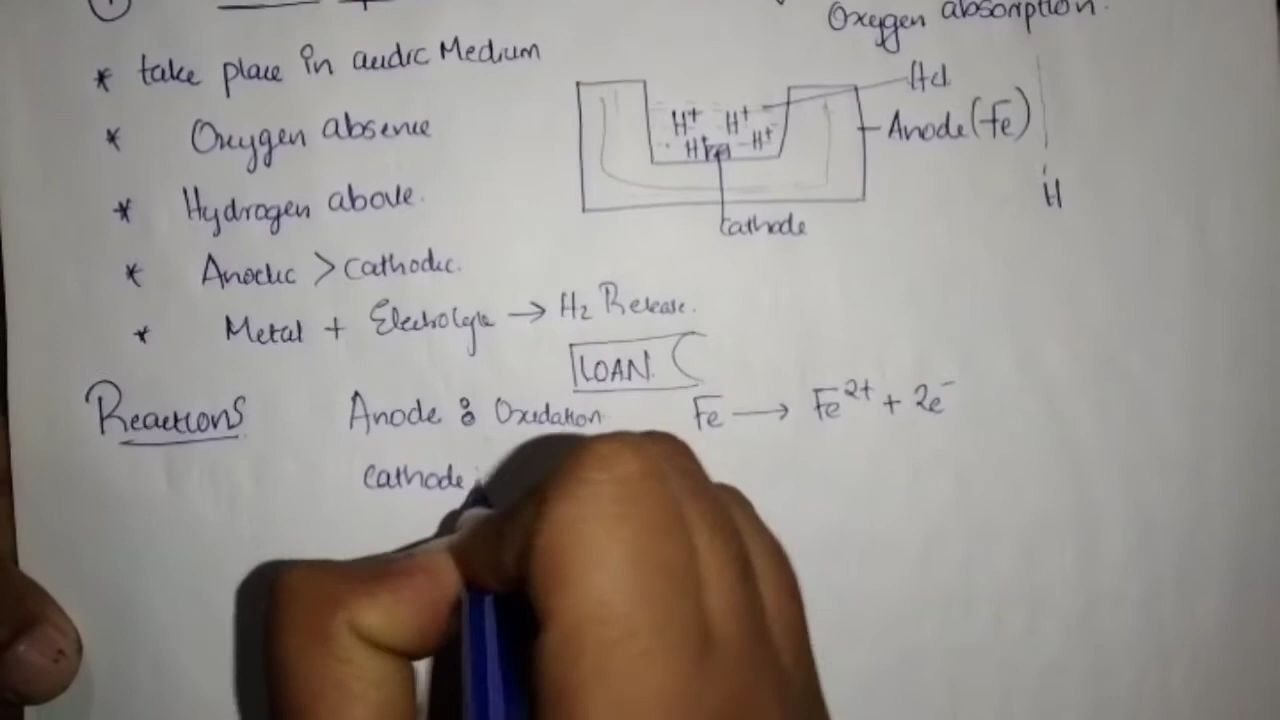 Oxygen absorption.
* take place in acidic Medium
* Oxygen absence
* Hydrogen above.
* Anodic > cathodic.
* Metal + Electrolyte → H2 Release.
Hcl
H+ H+
H+ H+
Anode(Fe)
cathode
H
LOAN
Reactions
Anode : Oxidation Fe → Fe2+ + 2e-
cathode